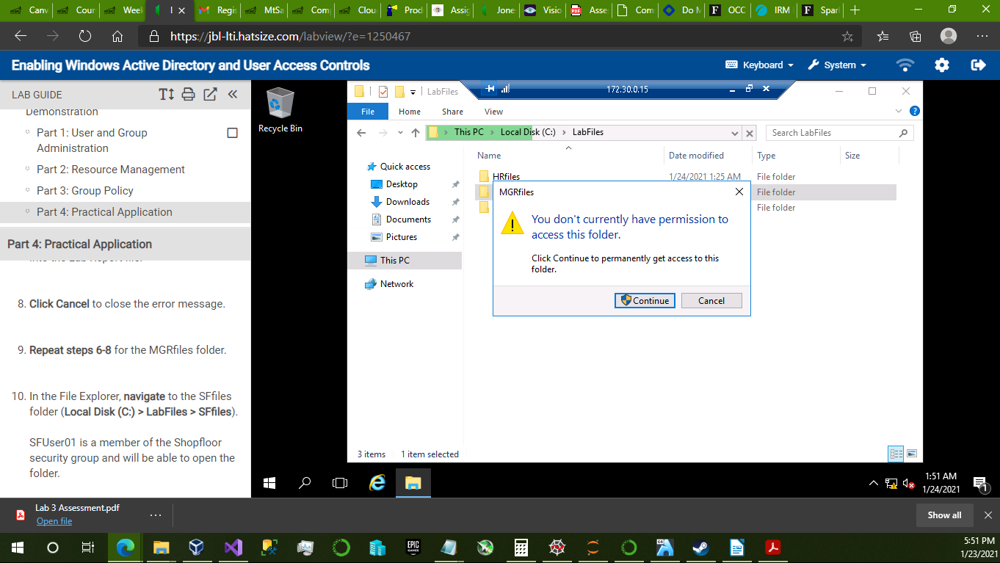 Canv
Cour
Week
I
Regis
MtSa
Comp
Clou
Prod
Assig
Jone
Visio
Asse
Com
Do M
OCC
IRM
Spar
https://jbl-lti.hatsize.com/labview/?e=1250467
Enabling Windows Active Directory and User Access Controls
Keyboard
System
LAB GUIDE
Demonstration
Part 1: User and Group
Administration
Part 2: Resource Management
Part 3: Group Policy
Part 4: Practical Application
Part 4: Practical Application
into the Lab Report file.
8. Click Cancel to close the error message.
9. Repeat steps 6-8 for the MGRfiles folder.
10. In the File Explorer, navigate to the SFfiles
folder (Local Disk (C:) > LabFiles > SFfiles).
SFUser01 is a member of the Shopfloor
security group and will be able to open the
folder.
Recycle Bin
LabFiles
172.30.0.15
File
Home
Share
View
This PC
Local Disk (C:)
LabFiles
Search LabFiles
Name
Date modified
Type
Size
Quick access
Desktop
Downloads
Documents
Pictures
This PC
Network
HRfiles
1/24/2021 1:25 AM
File folder
File folder
File folder
MGRfiles
You don't currently have permission to
access this folder.
Click Continue to permanently get access to this
folder.
Continue
Cancel
3 items
1 item selected
1:51 AM
1/24/2021
1
Lab 3 Assessment.pdf
Open file
Show all
EPIC
GAMES
5:51 PM
1/23/2021